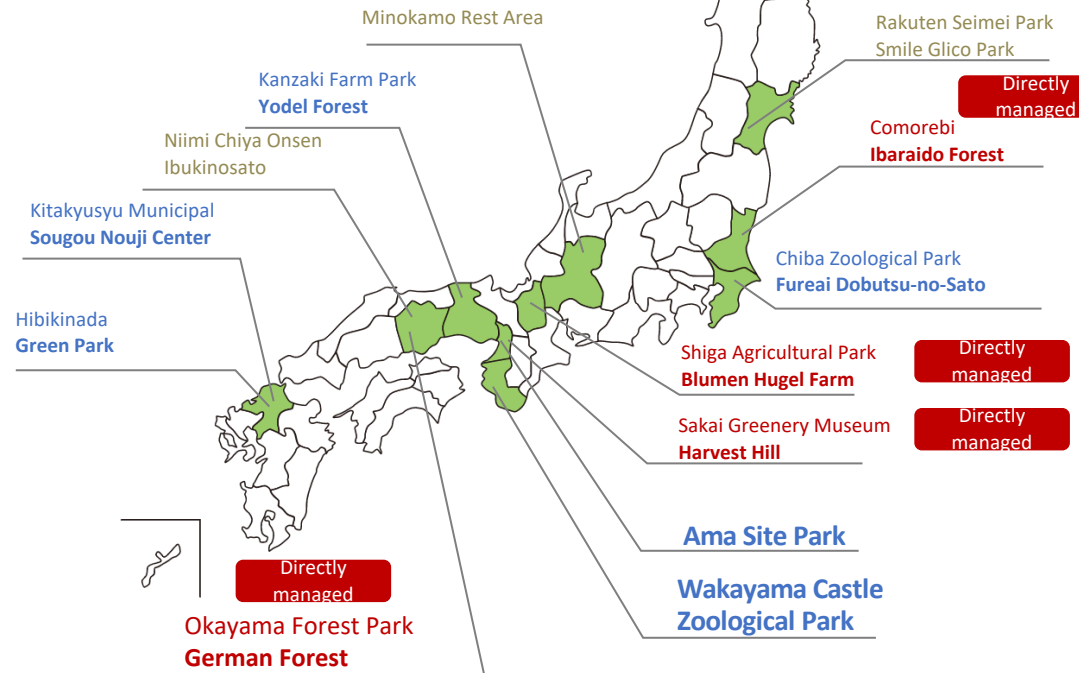 Minokamo Rest Area
Rakuten Seimei Park
Smile Glico Park
Kanzaki Farm Park
Yodel Forest
Directly
managed
Comorebi
Ibaraido Forest
Niimi Chiya Onsen
Ibukinosato
Kitakyusyu Municipal
Sougou Nouji Center
Chiba Zoological Park
Fureai Dobutsu-no-Sato
Hibikinada
Green Park
Shiga Agricultural Park
Blumen Hugel Farm
Directly
managed
Sakai Greenery Museum
Harvest Hill
Directly
managed
Ama Site Park
Wakayama Castle
Zoological Park
Directly
managed
Okayama Forest Park
German Forest